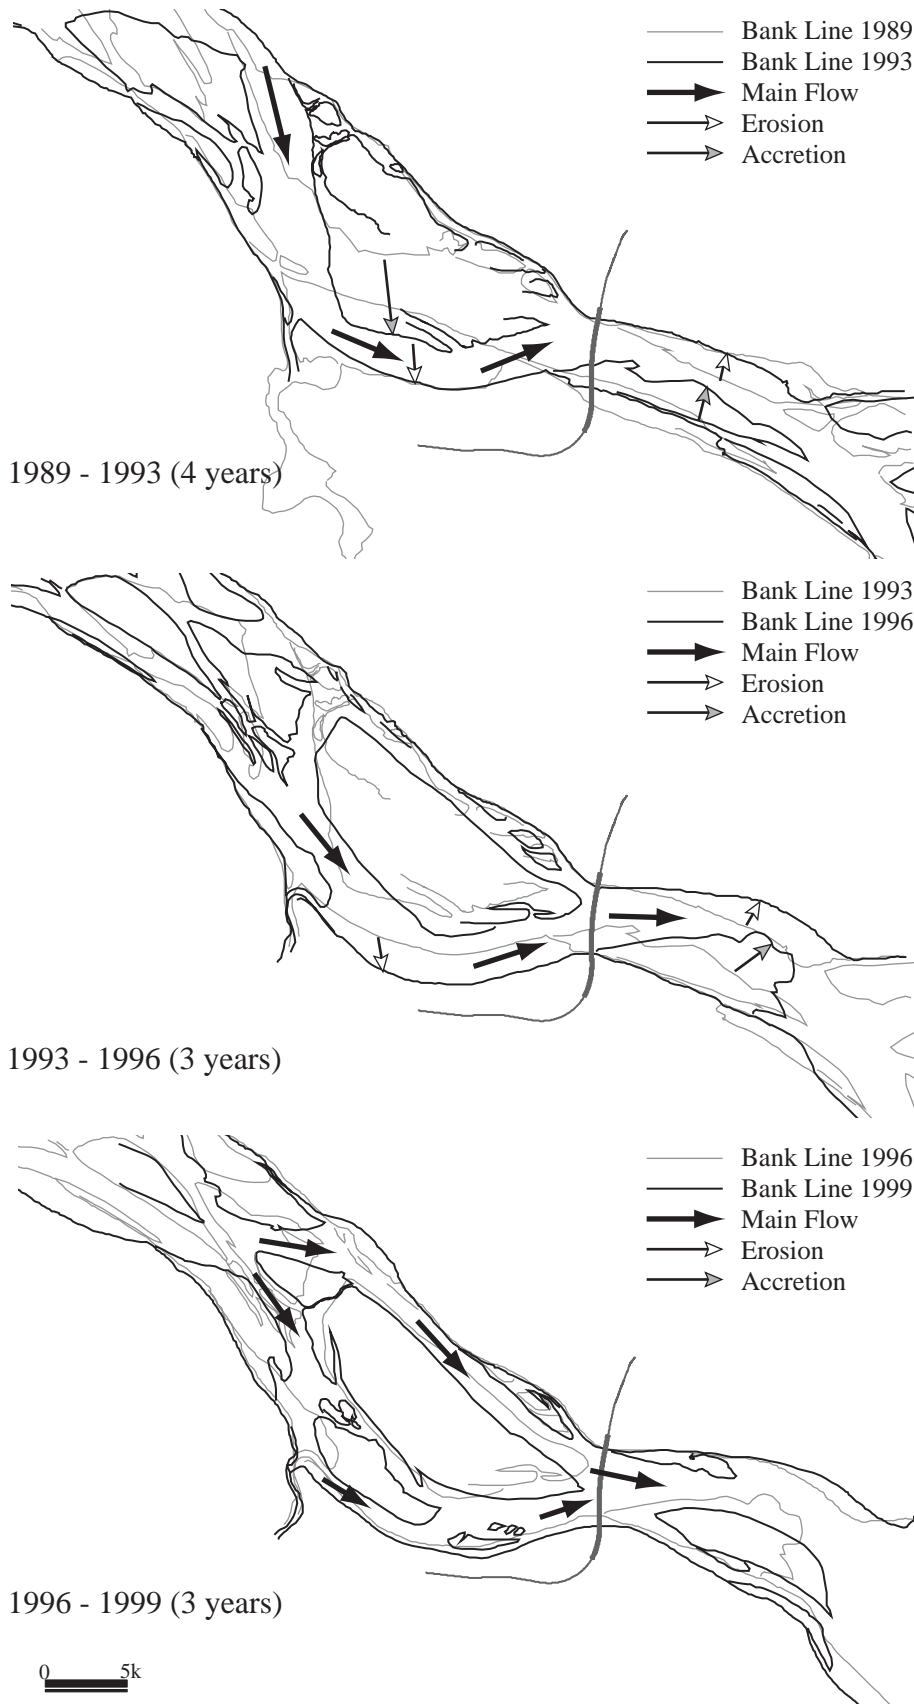 Bank Line 1989
Bank Line 1993
Main Flow
Erosion
Accretion
1989 - 1993 (4 years)
Bank Line 1993
Bank Line 1996
Main Flow
Erosion
Accretion
1993 - 1996 (3 years)
Bank Line 1996
Bank Line 1999
Main Flow
Erosion
Accretion
1996 - 1999 (3 years)
0 5k